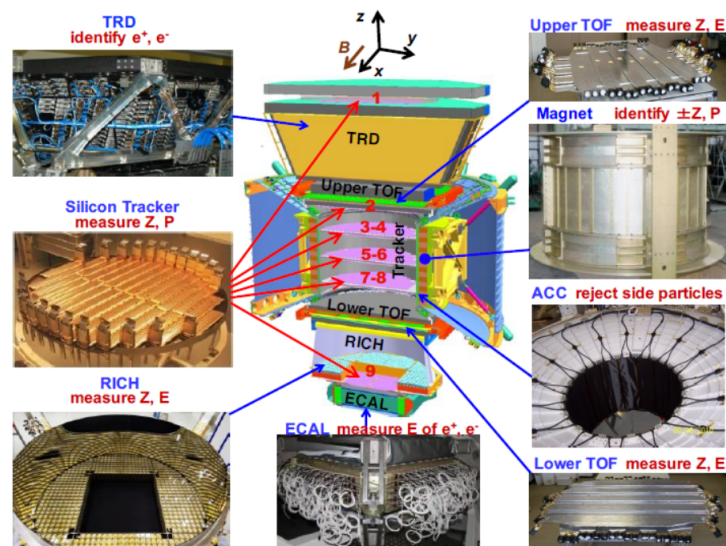 TRD
identify e⁺, e⁻
Silicon Tracker
measure Z, P
RICH
measure Z, E
z
B
y
x
1
TRD
Upper TOF
2
3-4
5-6
7-8
Tracker
Lower TOF
RICH
9
ECAL
ECAL measure E of e⁺, e⁻
Upper TOF measure Z, E
Magnet identify ±Z, P
ACC reject side particles
Lower TOF measure Z, E